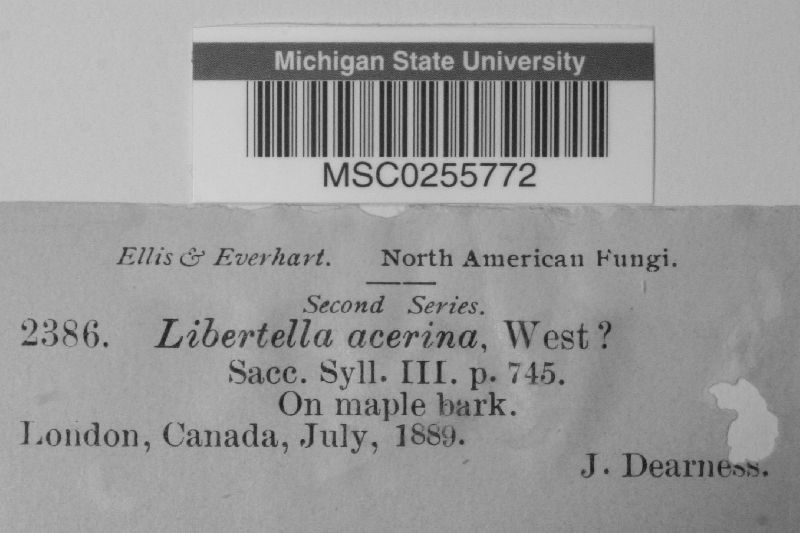 Michigan State University
MSC0255772
Ellis & Everhart. North American Fungi.
Second Series.
2386. Libertella acerina, West?
Sacc. Syll. III. p. 745.
On maple bark.
London, Canada, July, 1889.
J. Dearness.